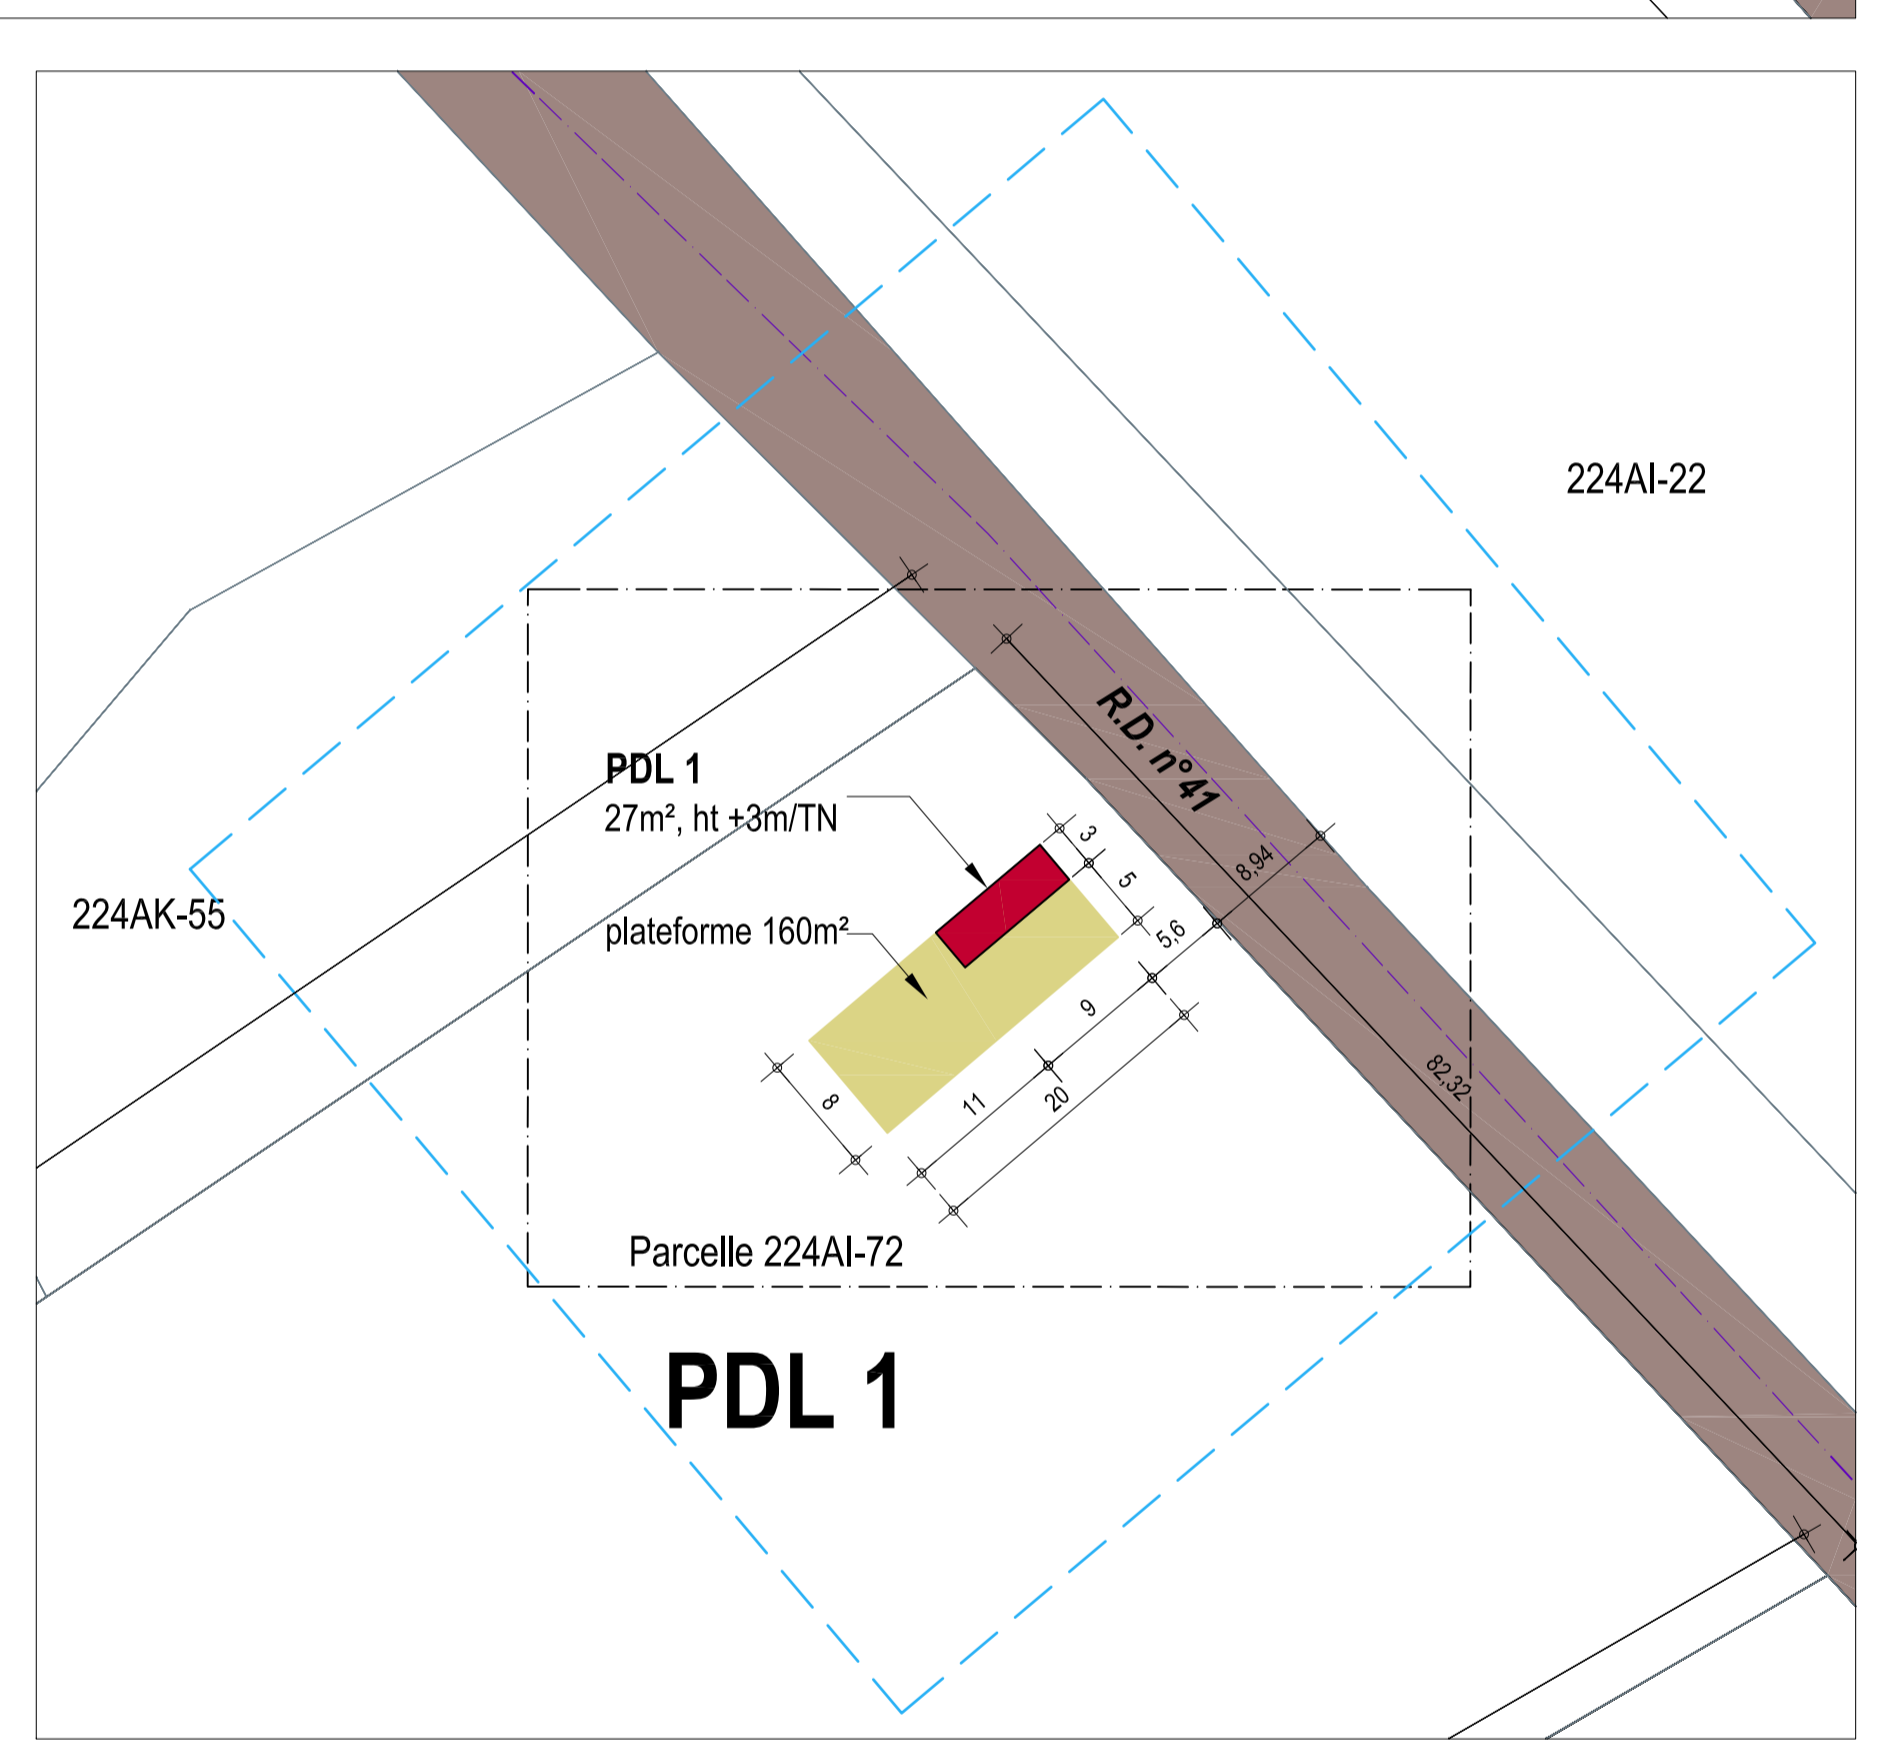 224AI-22
R.D. n°41
PDL 1
27m², ht +3m/TN
3
5
8,94
224AK-55
plateforme 160m²
5,6
9
82,32
8
11
20
Parcelle 224AI-72
PDL 1